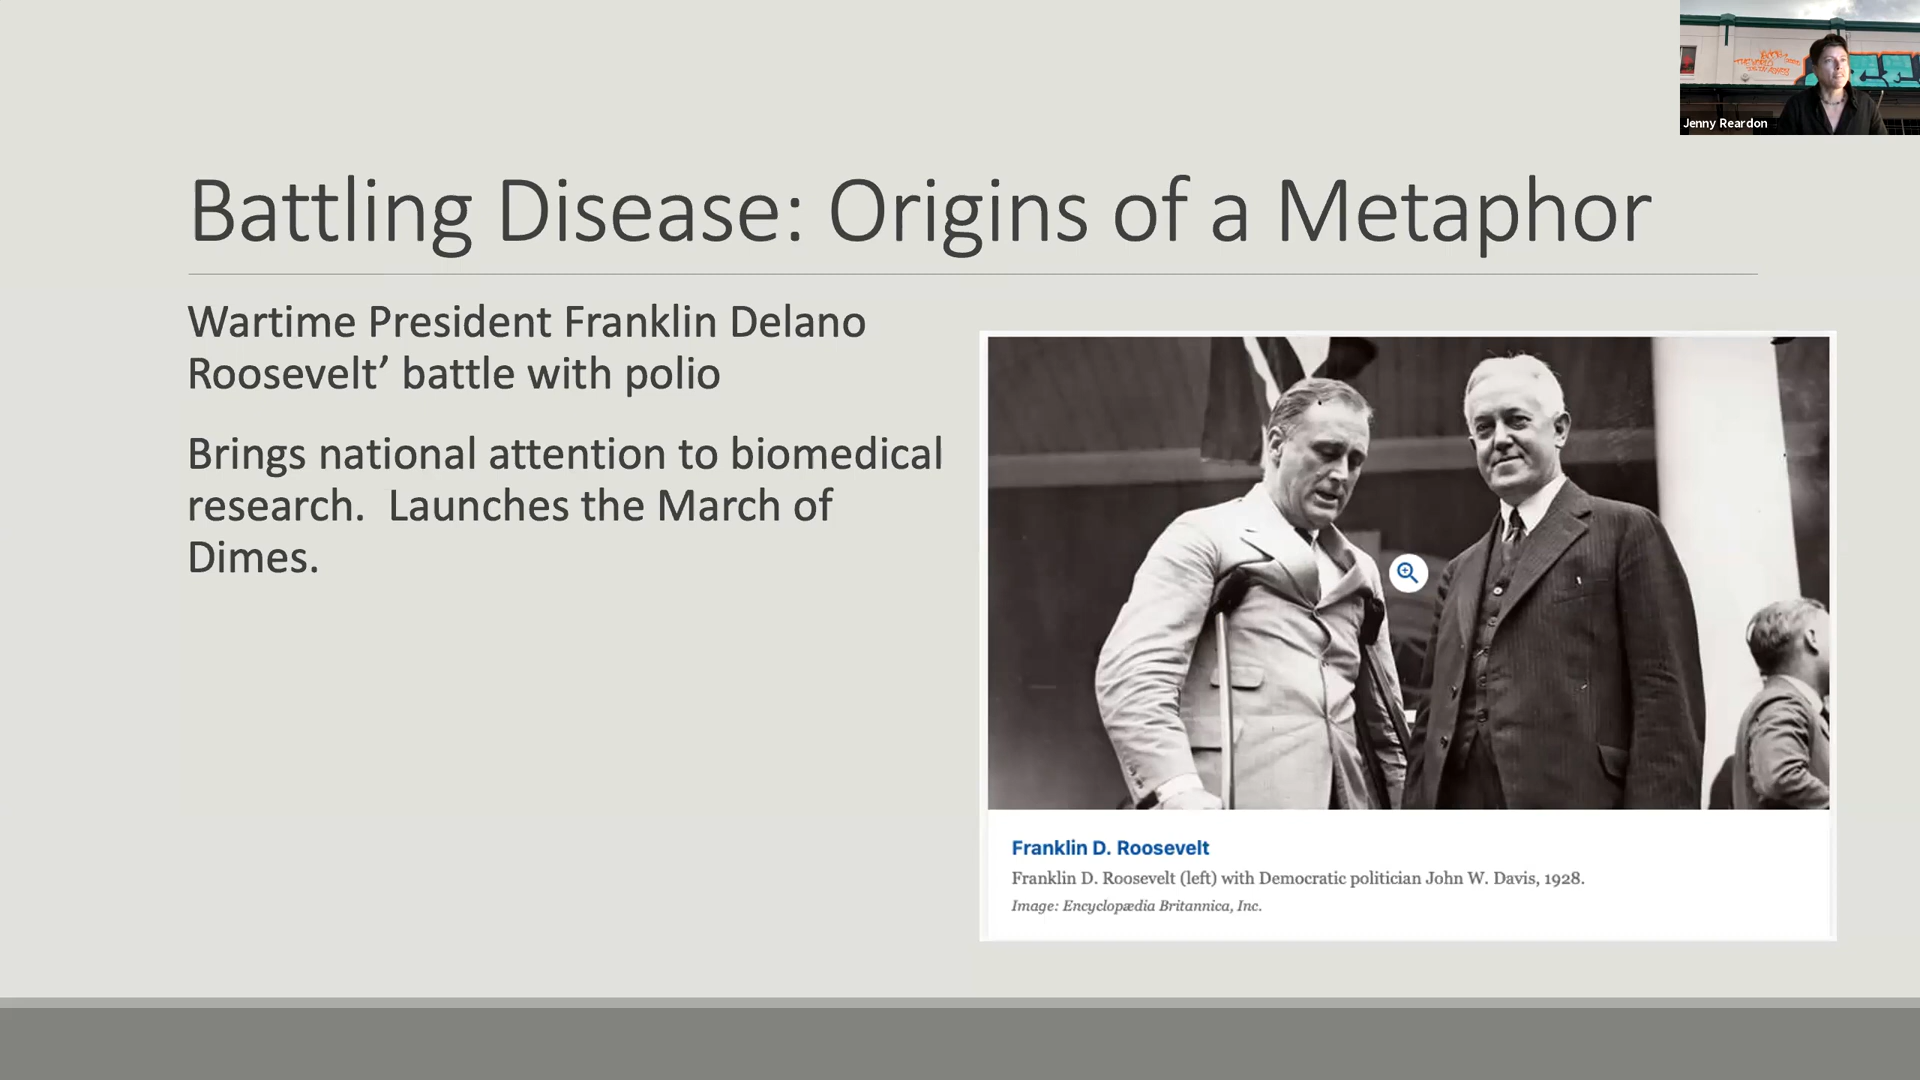 Jenny Reardon
Battling Disease: Origins of a Metaphor
Wartime President Franklin Delano
Roosevelt’ battle with polio
Brings national attention to biomedical
research.  Launches the March of
Dimes.
Franklin D. Roosevelt
Franklin D. Roosevelt (left) with Democratic politician John W. Davis, 1928.
Image: Encyclopædia Britannica, Inc.